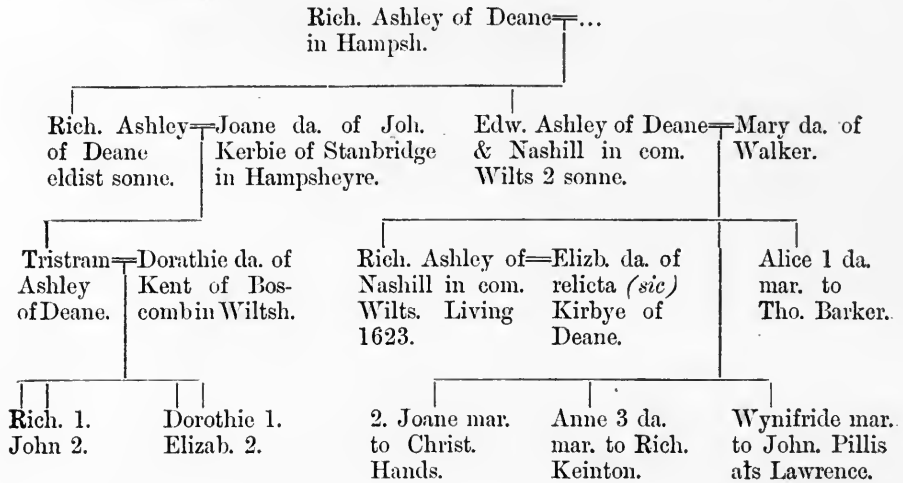 Rich. Ashley of Deane=...
in Hampsh.
Rich. Ashley=Joane da. of Joh.
of Deane Kerbie of Stanbridge
eldist sonne. in Hampsheyre.
Edw. Ashley of Deane=Mary da. of
& Nashill in com. Walker.
Wilts 2 sonne.
Tristram=Dorathie da. of
Ashley Kent of Bos-
of Deane. comb in Wiltsh.
Rich. Ashley of=Elizb. da. of
Nashill in com. relicta (sic)
Wilts. Living Kirbye of
1623. Deane.
Alice 1 da.
mar. to
Tho. Barker.
Rich. 1.
John 2.
Dorothie 1.
Elizab. 2.
2. Joane mar.
to Christ.
Hands.
Anne 3 da.
mar. to Rich.
Keinton.
Wynifride mar.
to John. Pillis
ats Lawrence.